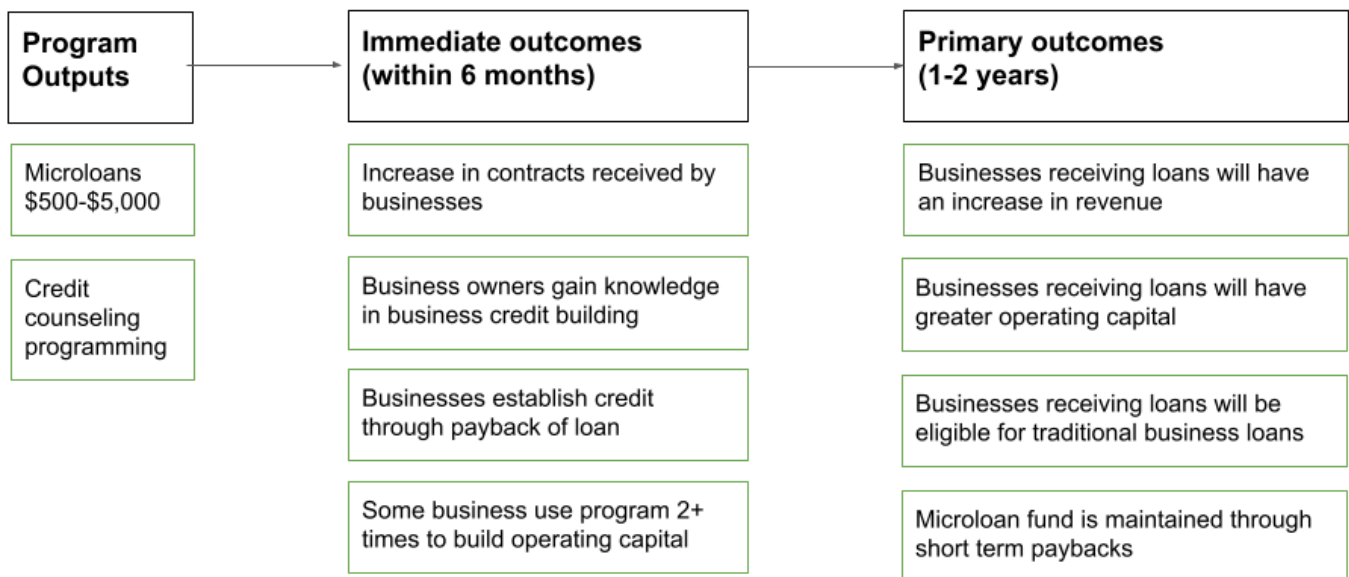 Program
Outputs
Immediate outcomes
(within 6 months)
Primary outcomes
(1-2 years)
Microloans
$500-$5,000
Credit
counseling
programming
Increase in contracts received by
businesses
Business owners gain knowledge
in business credit building
Businesses establish credit
through payback of loan
Some business use program 2+
times to build operating capital
Businesses receiving loans will have
an increase in revenue
Businesses receiving loans will have
greater operating capital
Businesses receiving loans will be
eligible for traditional business loans
Microloan fund is maintained through
short term paybacks